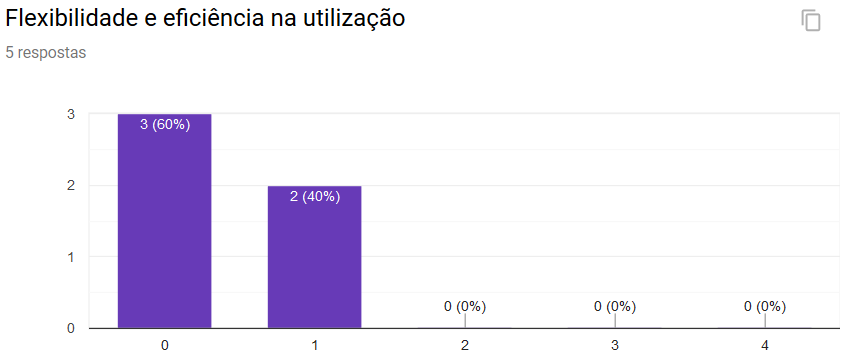 Flexibilidade e eficiência na utilização
5 respostas
3
3 (60%)
2
2 (40%)
1
0 (0%) 0 (0%) 0 (0%)
0
0 1 2 3 4